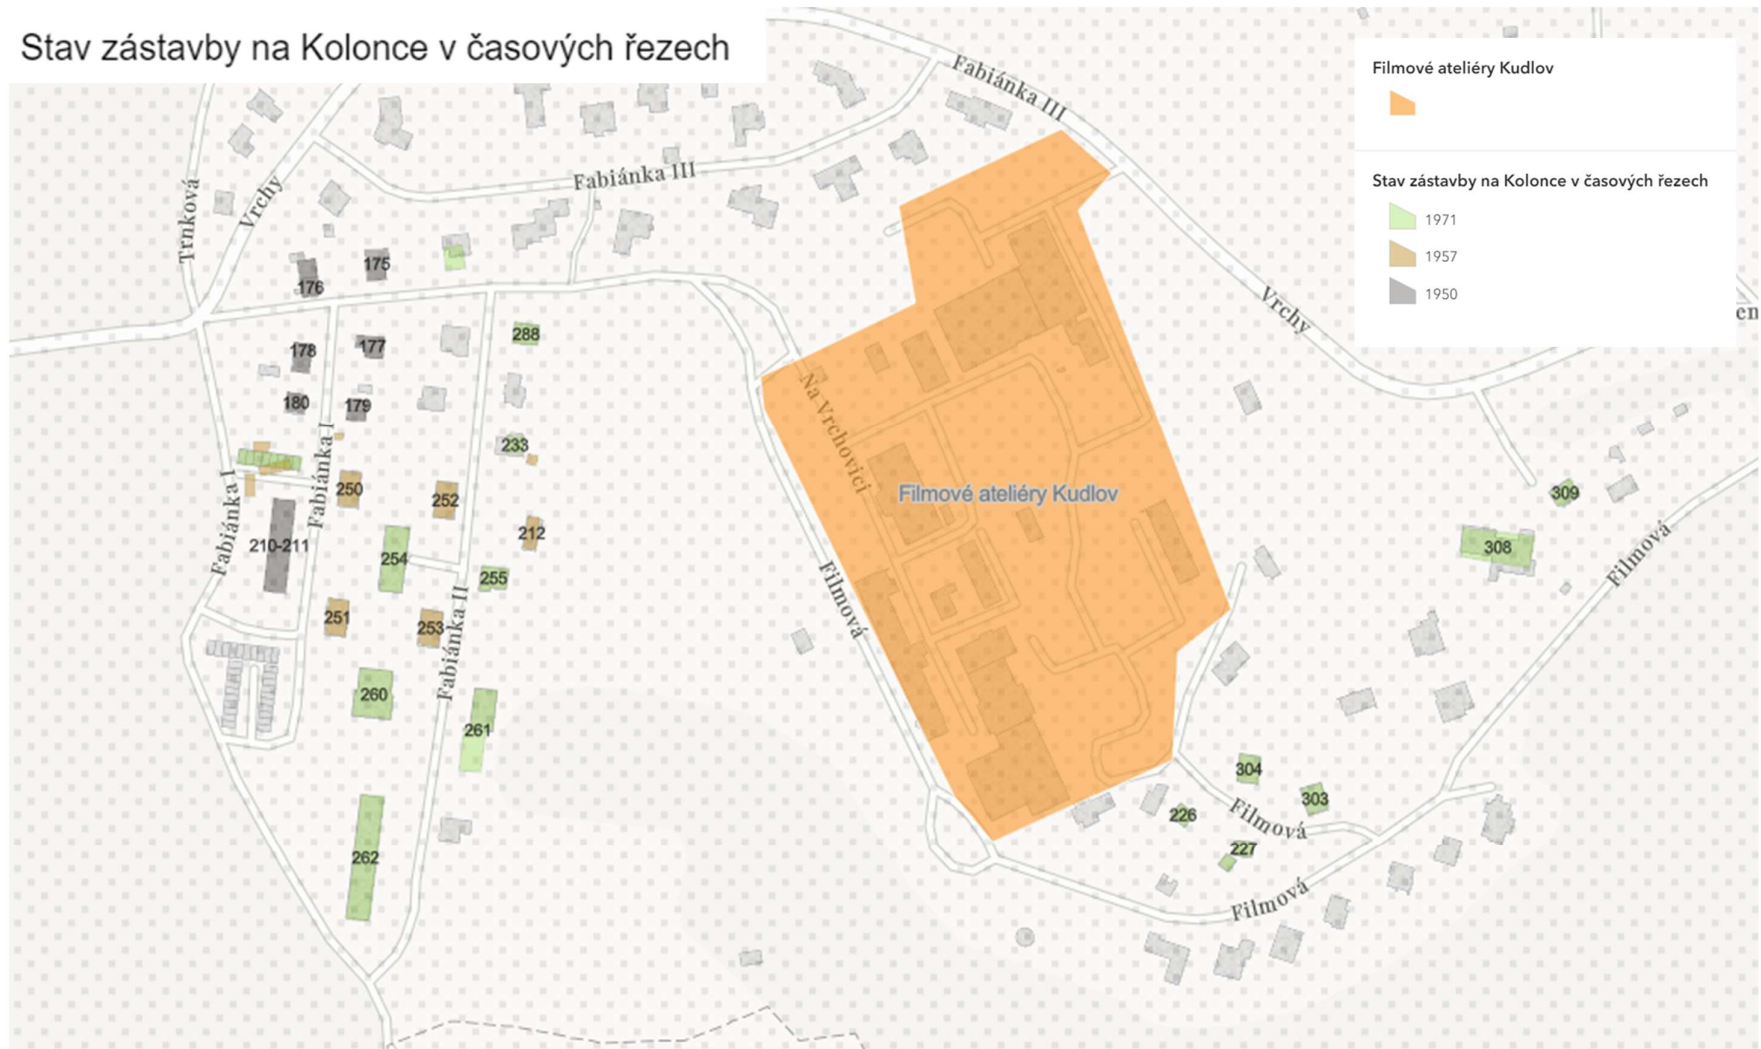 Stav zástavby na Kolonce v časových řezech
Filmové ateliéry Kudlov
Stav zástavby na Kolonce v časových řezech
1971
1957
1950
Fabiánka III
Fabiánka III
Trnková
Vrchy
Vrchy
175
176
288
178
177
180
179
233
Na Vrchovici
Fabiánka I
Fabiánka I
250
252
212
Filmové ateliéry Kudlov
309
308
210-211
254
255
Filmová
Filmová
251
253
Fabiánka II
260
261
304
303
226
Filmová
227
262
Filmová
en